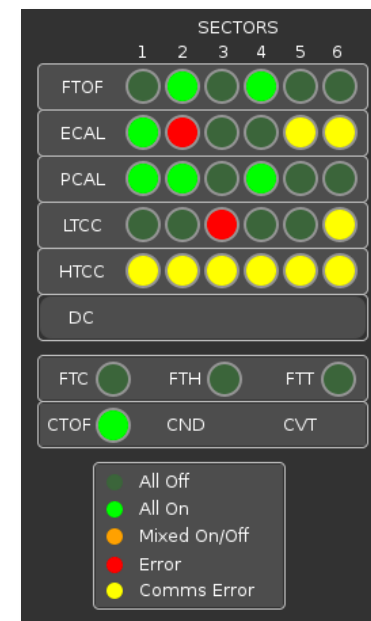 SECTORS
1 2 3 4 5 6
FTOF
ECAL
PCAL
LTCC
HTCC
DC
FTC FTH FTT
CTOF CND CVT
All Off
All On
Mixed On/Off
Error
Comms Error